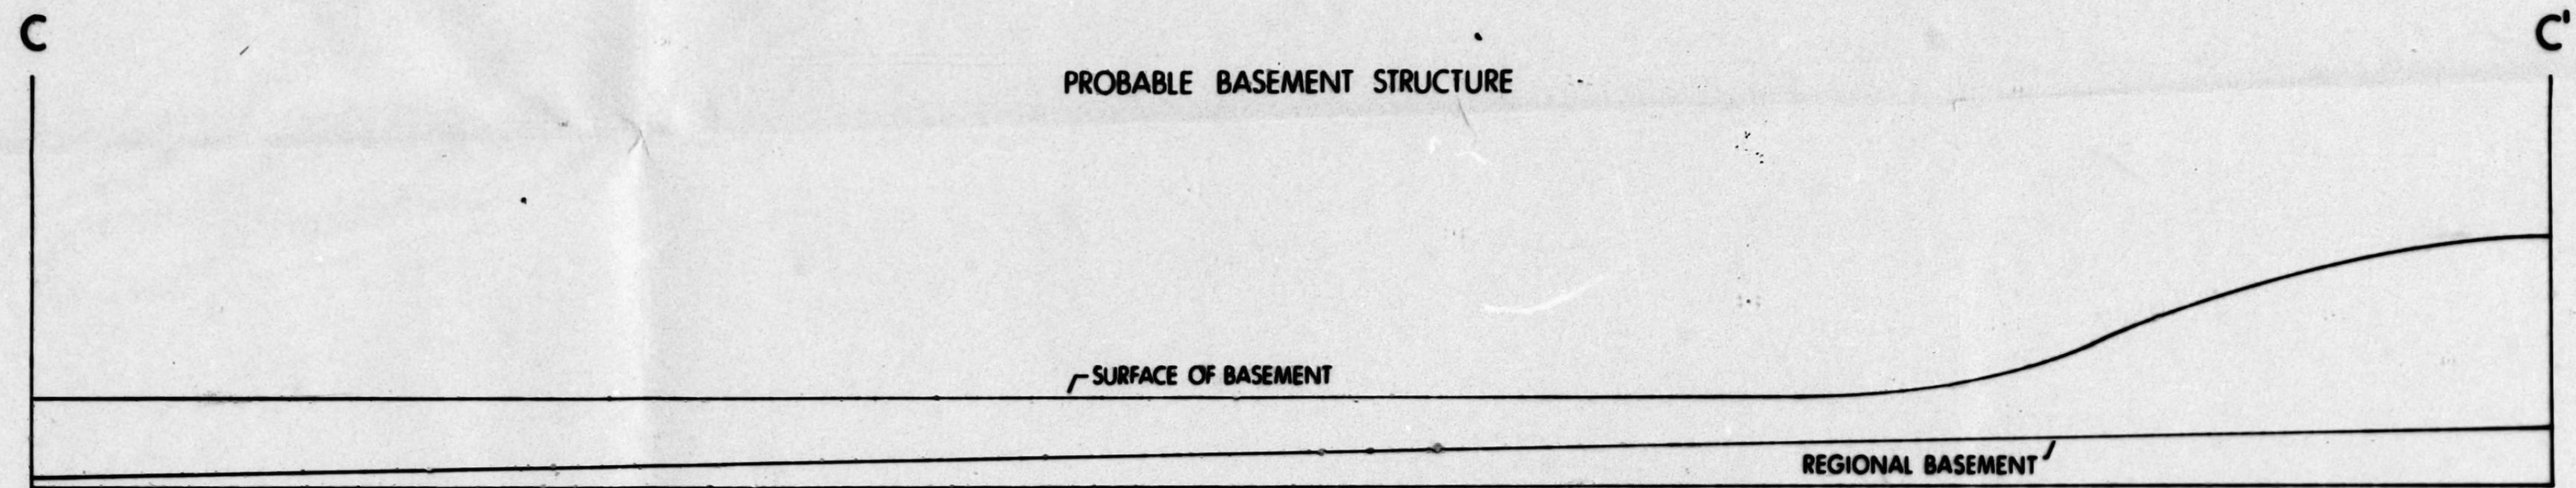 C C'
PROBABLE BASEMENT STRUCTURE
SURFACE OF BASEMENT
REGIONAL BASEMENT